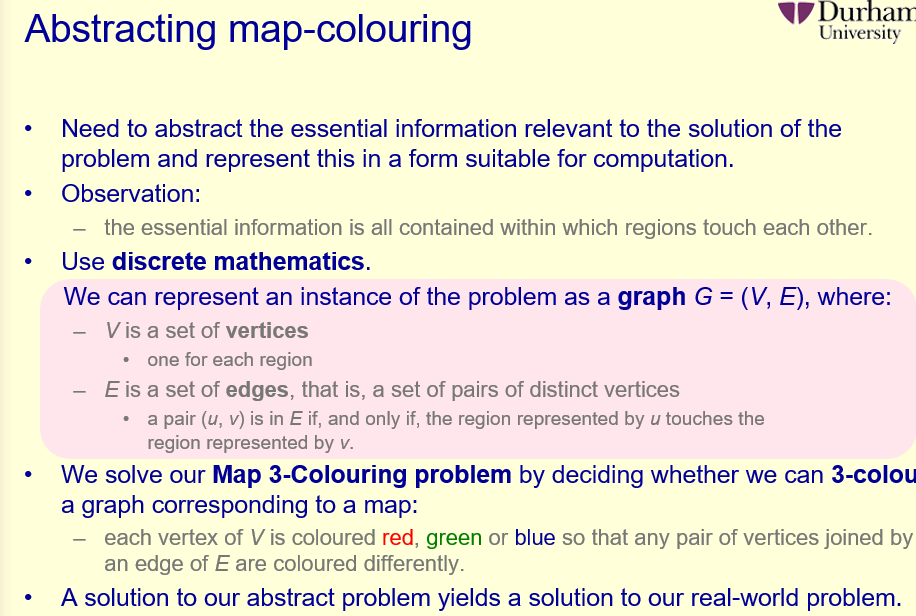 Abstracting map-colouring
Durham
University
• Need to abstract the essential information relevant to the solution of the
problem and represent this in a form suitable for computation.
• Observation:
– the essential information is all contained within which regions touch each other.
• Use discrete mathematics.
We can represent an instance of the problem as a graph G = (V, E), where:
– V is a set of vertices
• one for each region
– E is a set of edges, that is, a set of pairs of distinct vertices
• a pair (u, v) is in E if, and only if, the region represented by u touches the
region represented by v.
• We solve our Map 3-Colouring problem by deciding whether we can 3-colou
a graph corresponding to a map:
– each vertex of V is coloured red, green or blue so that any pair of vertices joined by
an edge of E are coloured differently.
• A solution to our abstract problem yields a solution to our real-world problem.